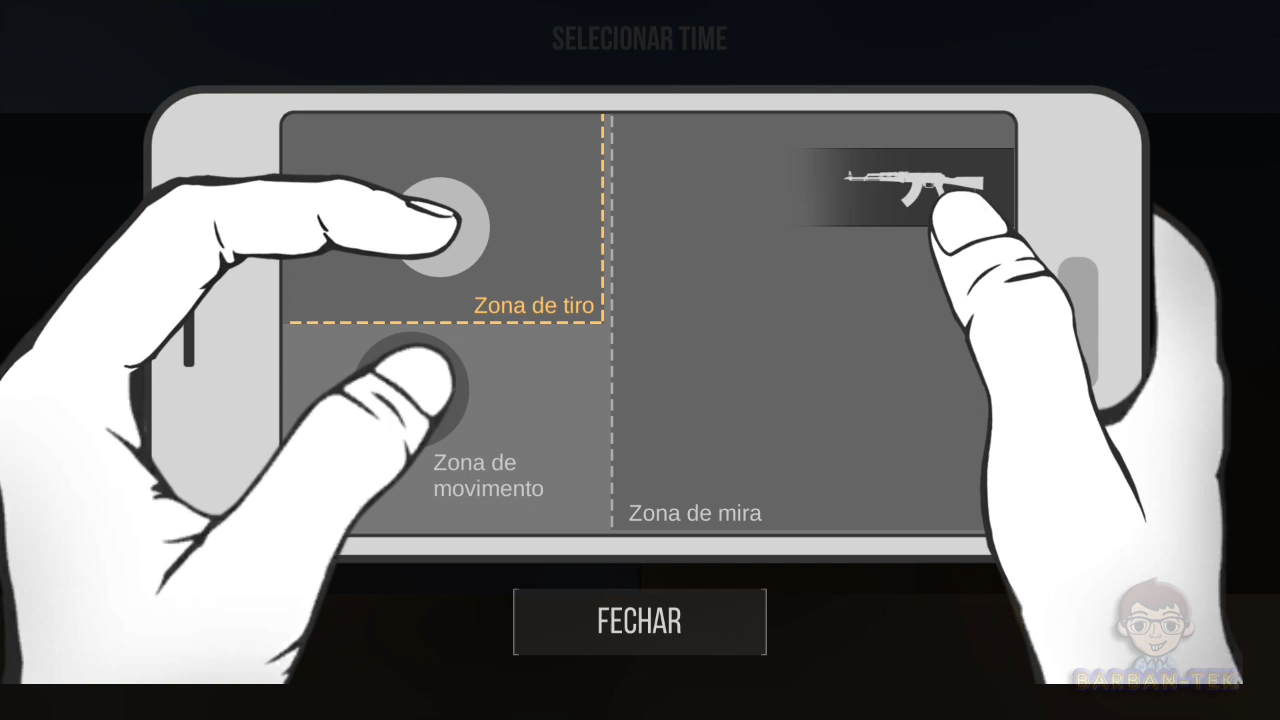 SELECIONAR TIME
Zona de tiro
Zona de
movimento
Zona de mira
FECHAR
BARBAN-TEK